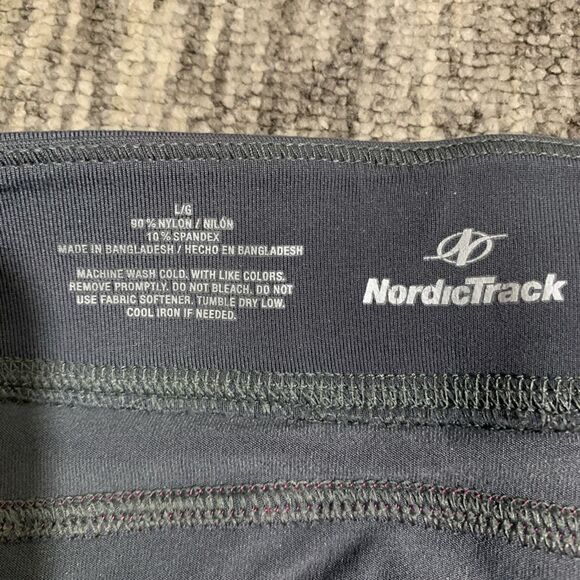 L/G
90% NYLON / NILÓN
10% SPANDEX
MADE IN BANGLADESH / HECHO EN BANGLADESH
MACHINE WASH COLD. WITH LIKE COLORS.
REMOVE PROMPTLY. DO NOT BLEACH. DO NOT
USE FABRIC SOFTENER. TUMBLE DRY LOW.
COOL IRON IF NEEDED.
NordicTrack